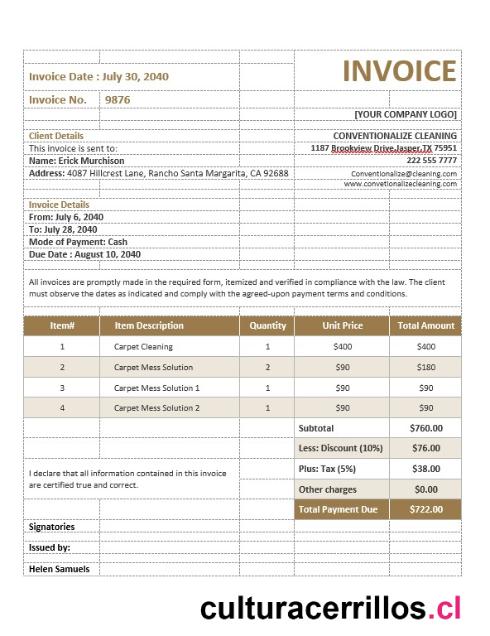 INVOICE
Invoice Date : July 30, 2040
Invoice No. 9876
[YOUR COMPANY LOGO]
Client Details CONVENTIONALIZE CLEANING
This invoice is sent to: 1187 Brookview Drive,Jasper,TX 75951
Name: Erick Murchison 222 555 7777
Address: 4087 Hillcrest Lane, Rancho Santa Margarita, CA 92688 Conventionalize@cleaning.com
www.convetionalizecleaning.com
Invoice Details
From: July 6, 2040
To: July 28, 2040
Mode of Payment: Cash
Due Date : August 10, 2040
All invoices are promptly made in the required form, itemized and verified in compliance with the law. The client
must observe the dates as indicated and comply with the agreed-upon payment terms and conditions.
Item# Item Description Quantity Unit Price Total Amount
1 Carpet Cleaning 1 $400 $400
2 Carpet Mess Solution 2 $90 $180
3 Carpet Mess Solution 1 1 $90 $90
4 Carpet Mess Solution 2 1 $90 $90
Subtotal $760.00
Less: Discount (10%) $76.00
Plus: Tax (5%) $38.00
I declare that all information contained in this invoice
are certified true and correct.
Other charges $0.00
Total Payment Due $722.00
Signatories
Issued by:
Helen Samuels
culturacerrillos.cl